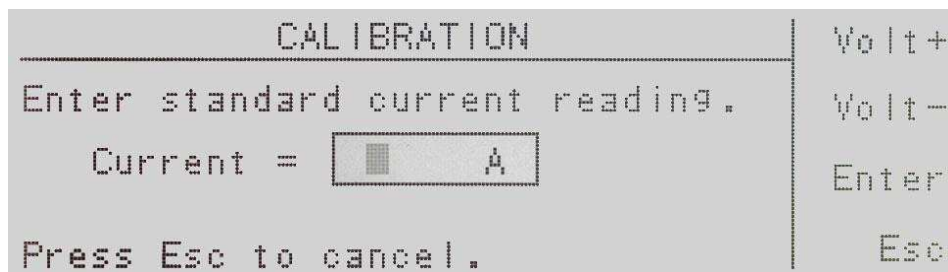 CALIBRATION
Enter standard current reading.
Current = A
Press Esc to cancel.
Volt+
Volt-
Enter
Esc